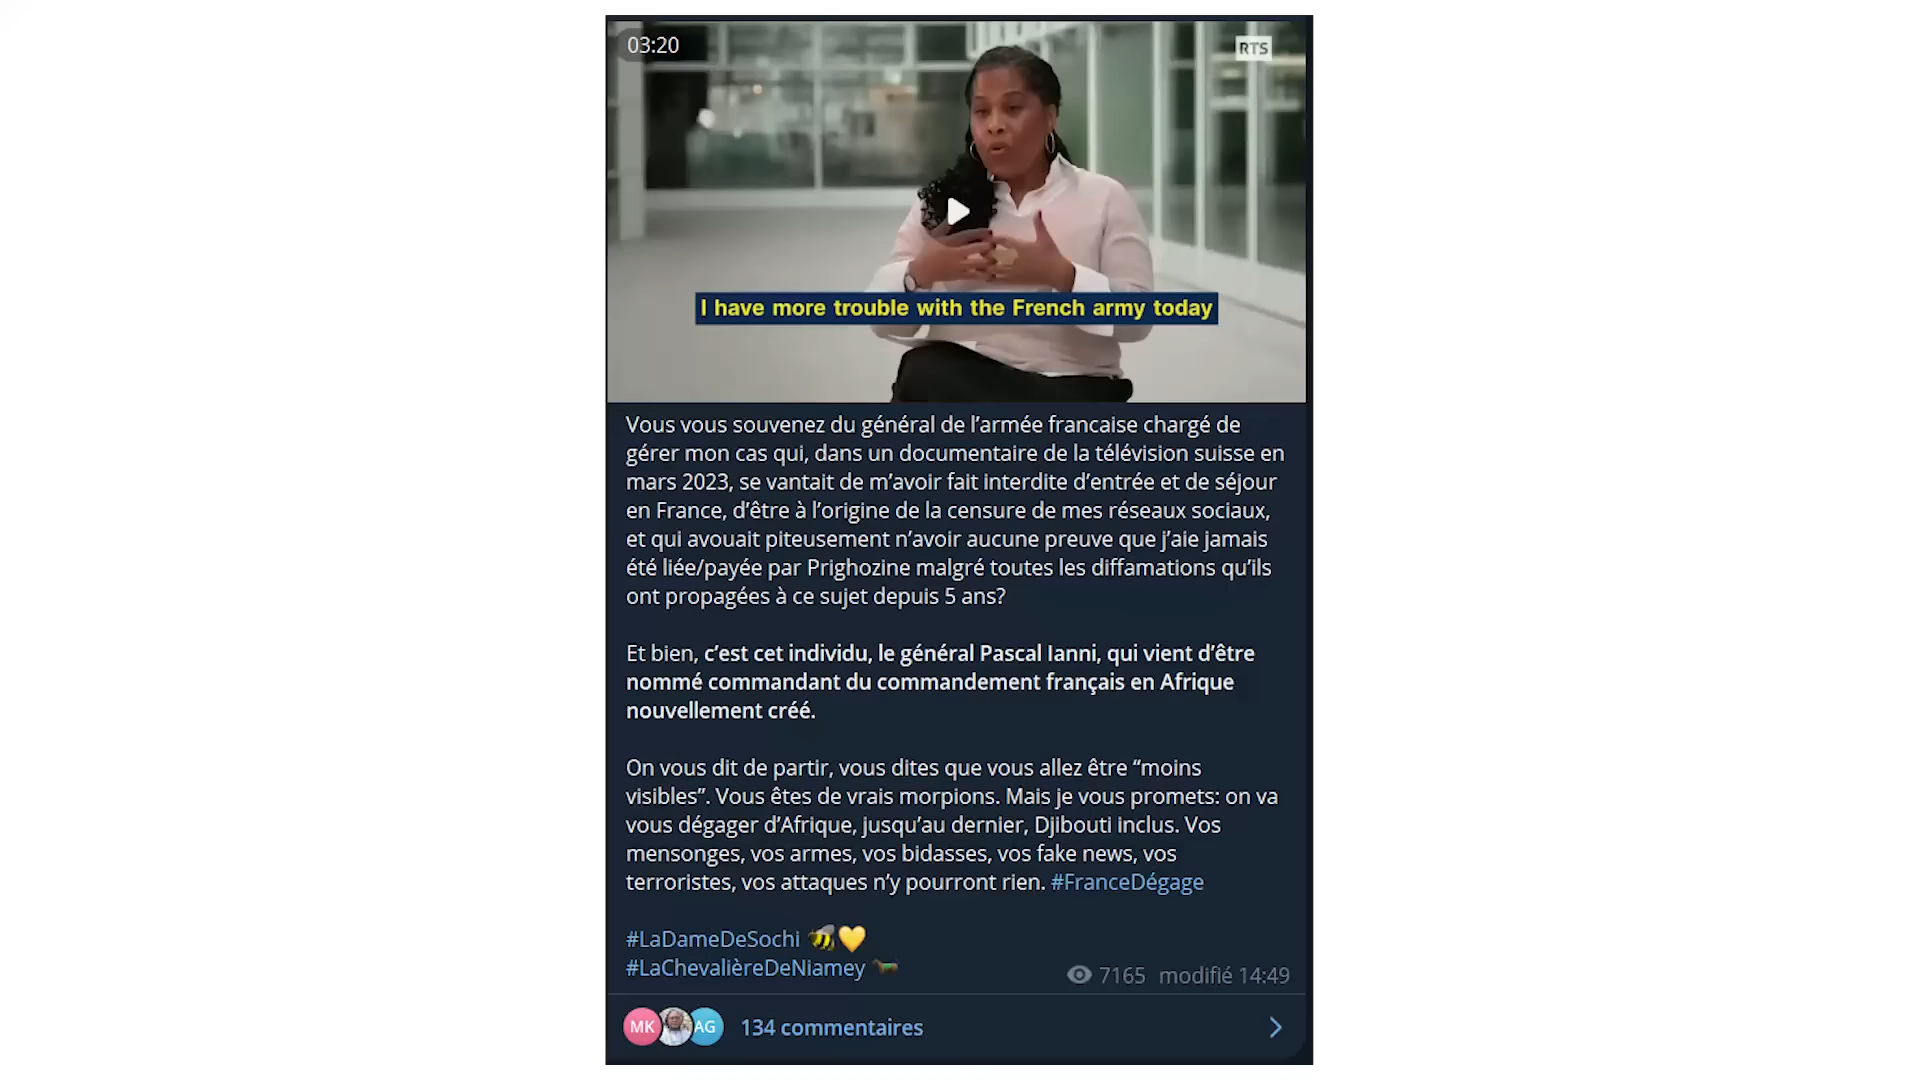 03:20
RTS
I have more trouble with the French army today
Vous vous souvenez du général de l’armée francaise chargé de
gérer mon cas qui, dans un documentaire de la télévision suisse en
mars 2023, se vantait de m’avoir fait interdite d’entrée et de séjour
en France, d’être à l’origine de la censure de mes réseaux sociaux,
et qui avouait piteusement n’avoir aucune preuve que j’aie jamais
été liée/payée par Prighozine malgré toutes les diffamations qu’ils
ont propagées à ce sujet depuis 5 ans?
Et bien, c’est cet individu, le général Pascal Ianni, qui vient d’être
nommé commandant du commandement français en Afrique
nouvellement créé.
On vous dit de partir, vous dites que vous allez être “moins
visibles”. Vous êtes de vrais morpions. Mais je vous promets: on va
vous dégager d’Afrique, jusqu’au dernier, Djibouti inclus. Vos
mensonges, vos armes, vos bidasses, vos fake news, vos
terroristes, vos attaques n’y pourront rien. #FranceDégage
#LaDameDeSochi 🐝💛
#LaChevalièreDeNiamey 🐎
7165 modifié 14:49
MK AG 134 commentaires